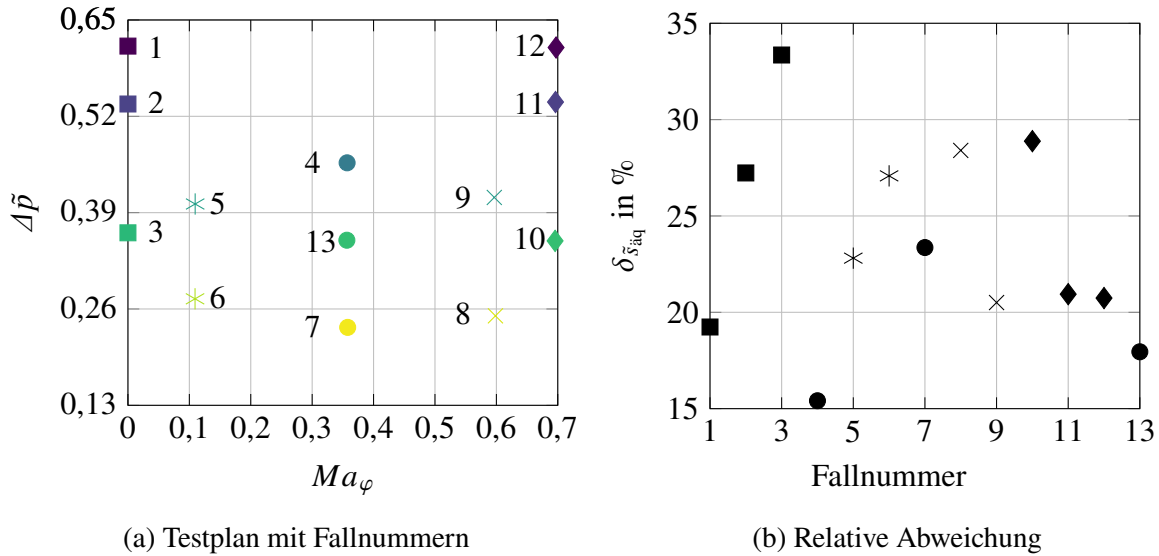 0,65
0,52
0,39
0,26
0,13
Δp̃
1
2
3
4
5
6
7
8
9
10
11
12
13
0 0,1 0,2 0,3 0,4 0,5 0,6 0,7
Ma_φ
(a) Testplan mit Fallnummern
35
30
25
20
15
δ_s̃äq in %
1 3 5 7 9 11 13
Fallnummer
(b) Relative Abweichung